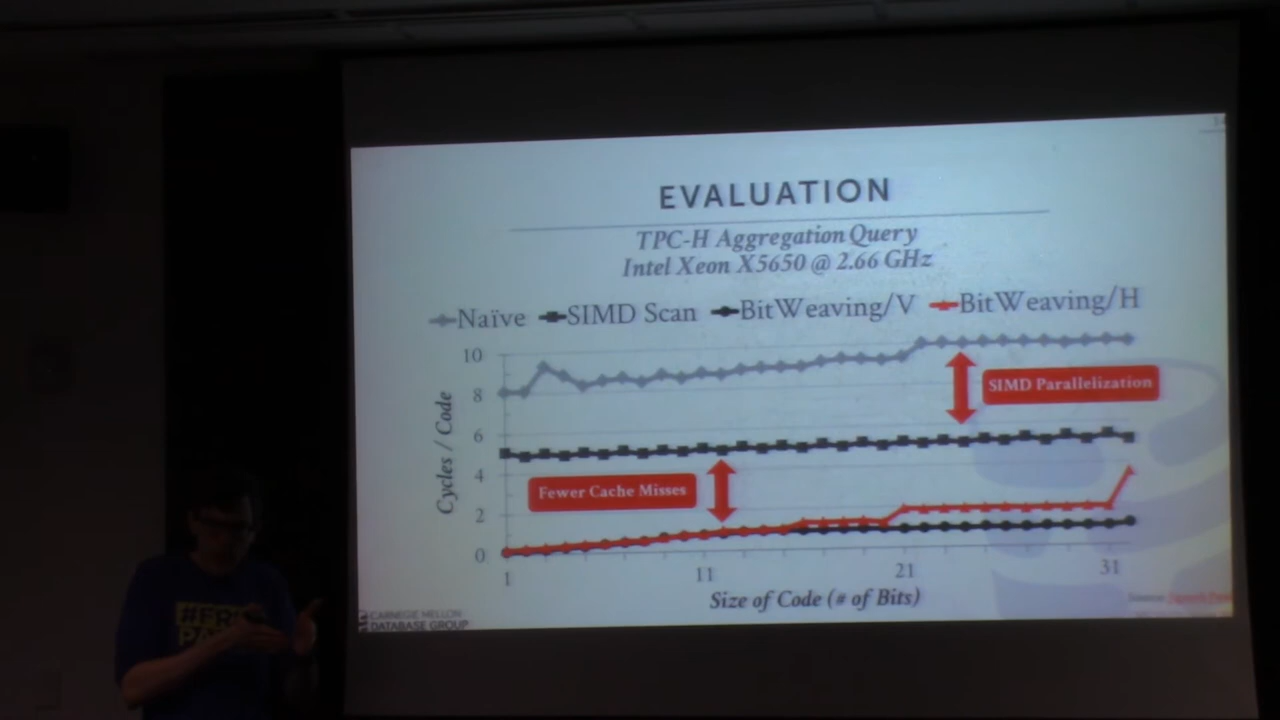 EVALUATION
TPC-H Aggregation Query
Intel Xeon X5650 @ 2.66 GHz
Naïve SIMD Scan BitWeaving/V BitWeaving/H
Cycles / Code
10
8
6
4
2
0
SIMD Parallelization
Fewer Cache Misses
1 11 21 31
Size of Code (# of Bits)
CARNEGIE MELLON
DATABASE GROUP
Source: